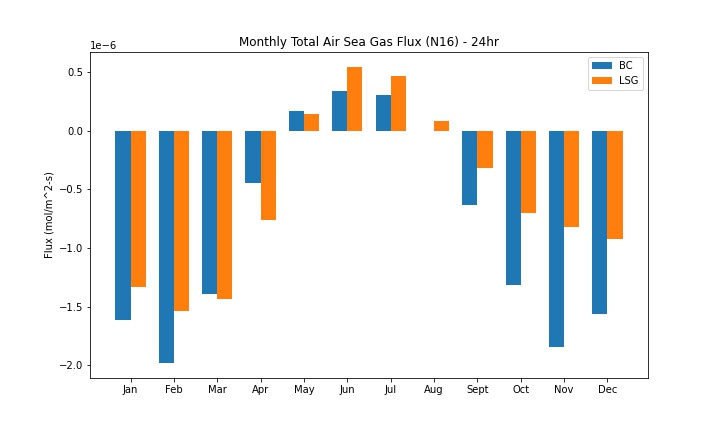 Monthly Total Air Sea Gas Flux (N16) - 24hr
1e−6
BC
LSG
0.5
0.0
−0.5
−1.0
−1.5
−2.0
Flux (mol/m^2-s)
Jan Feb Mar Apr May Jun Jul Aug Sept Oct Nov Dec